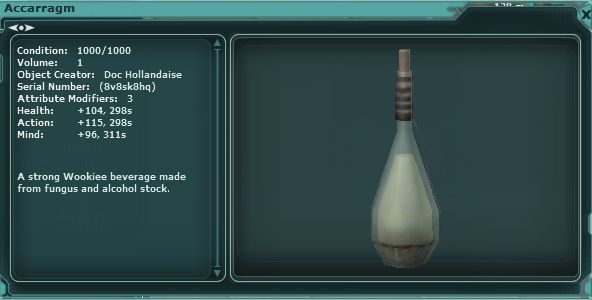 Accarragm
128 m
X
Condition: 1000/1000
Volume: 1
Object Creator: Doc Hollandaise
Serial Number: (8v8sk8hq)
Attribute Modifiers: 3
Health: +104, 298s
Action: +115, 298s
Mind: +96, 311s
A strong Wookiee beverage made
from fungus and alcohol stock.